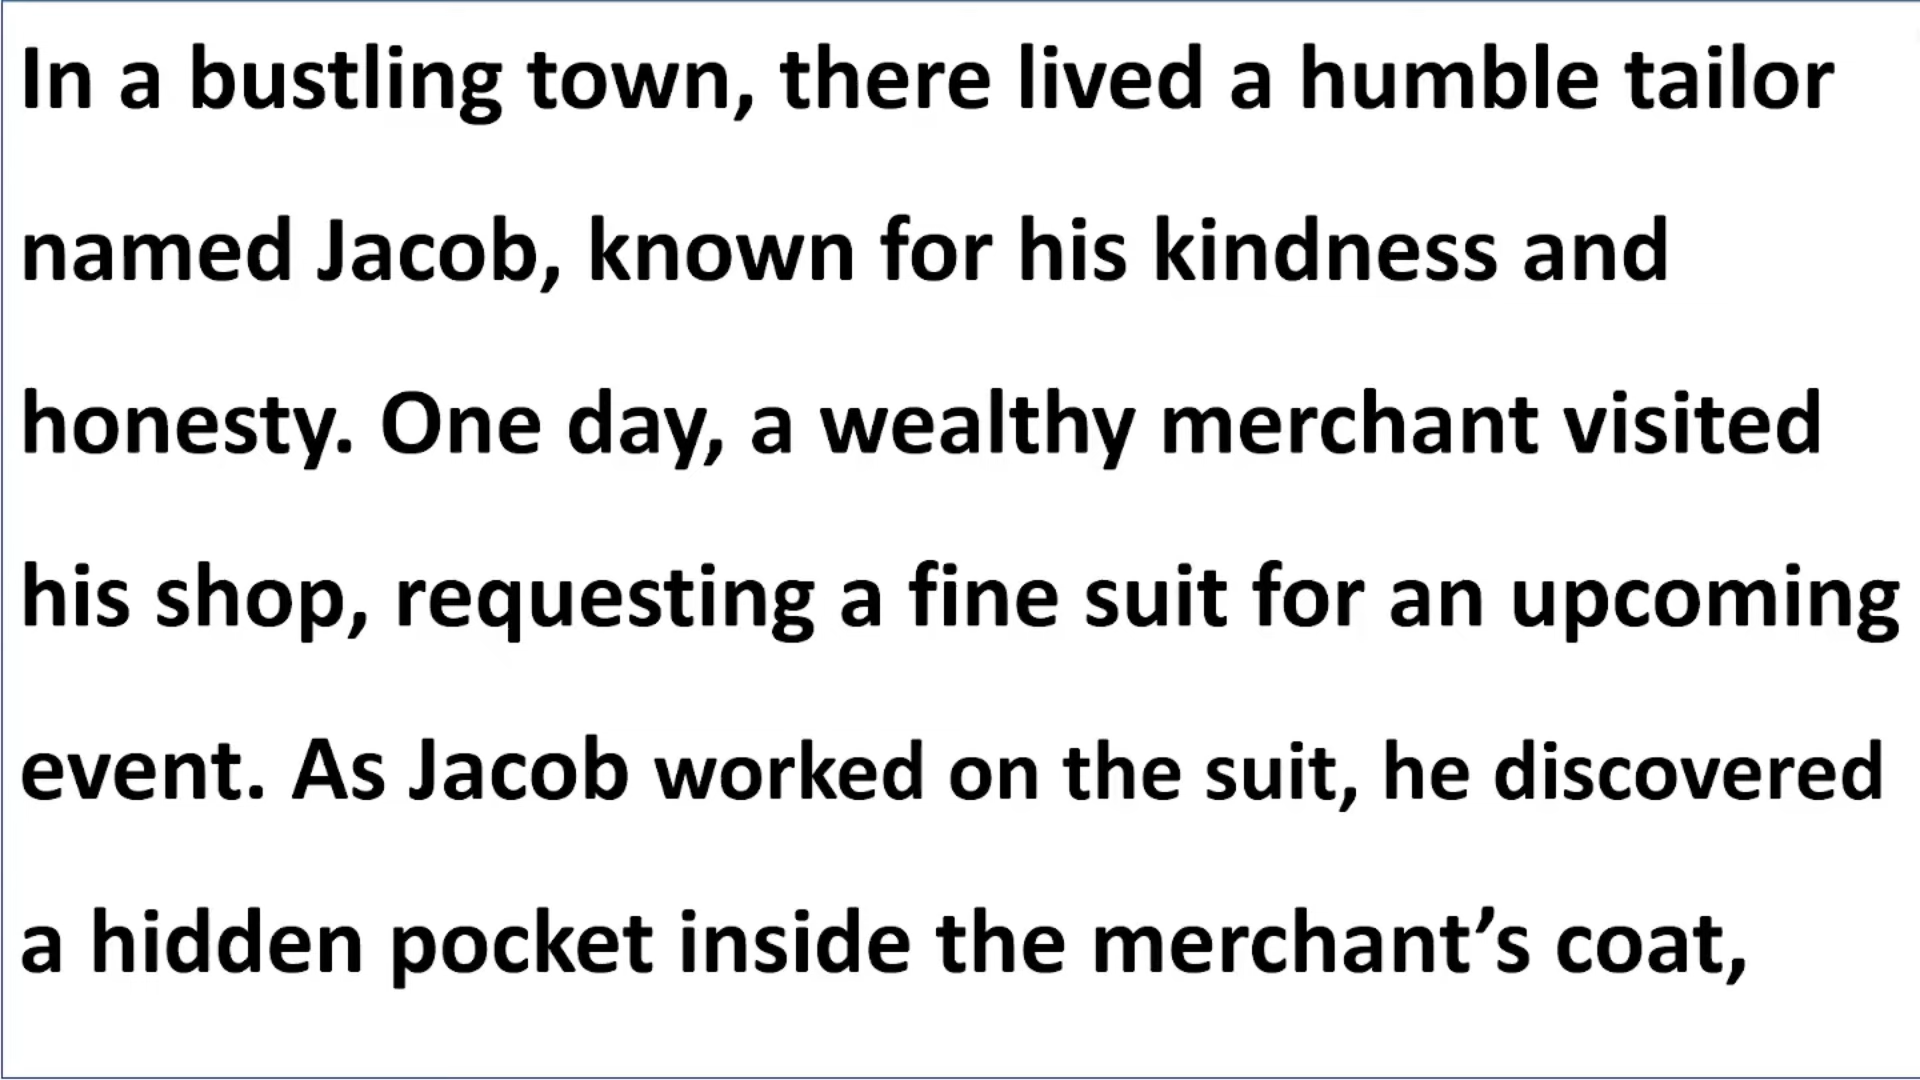 In a bustling town, there lived a humble tailor
named Jacob, known for his kindness and
honesty. One day, a wealthy merchant visited
his shop, requesting a fine suit for an upcoming
event. As Jacob worked on the suit, he discovered
a hidden pocket inside the merchant’s coat,